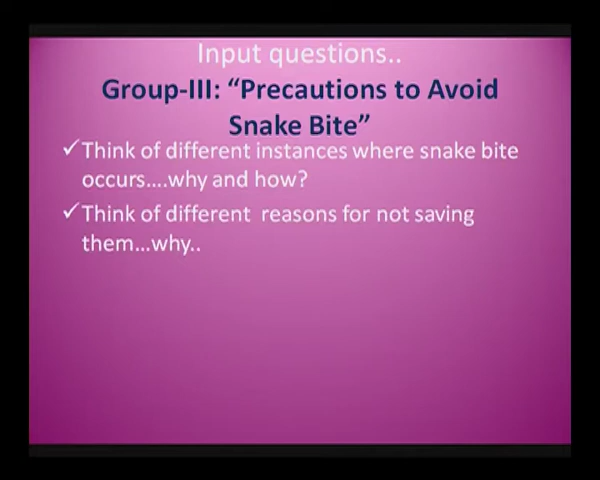 Input questions..
Group-III: “Precautions to Avoid
Snake Bite”
✓Think of different instances where snake bite
occurs....why and how?
✓Think of different  reasons for not saving
them...why..